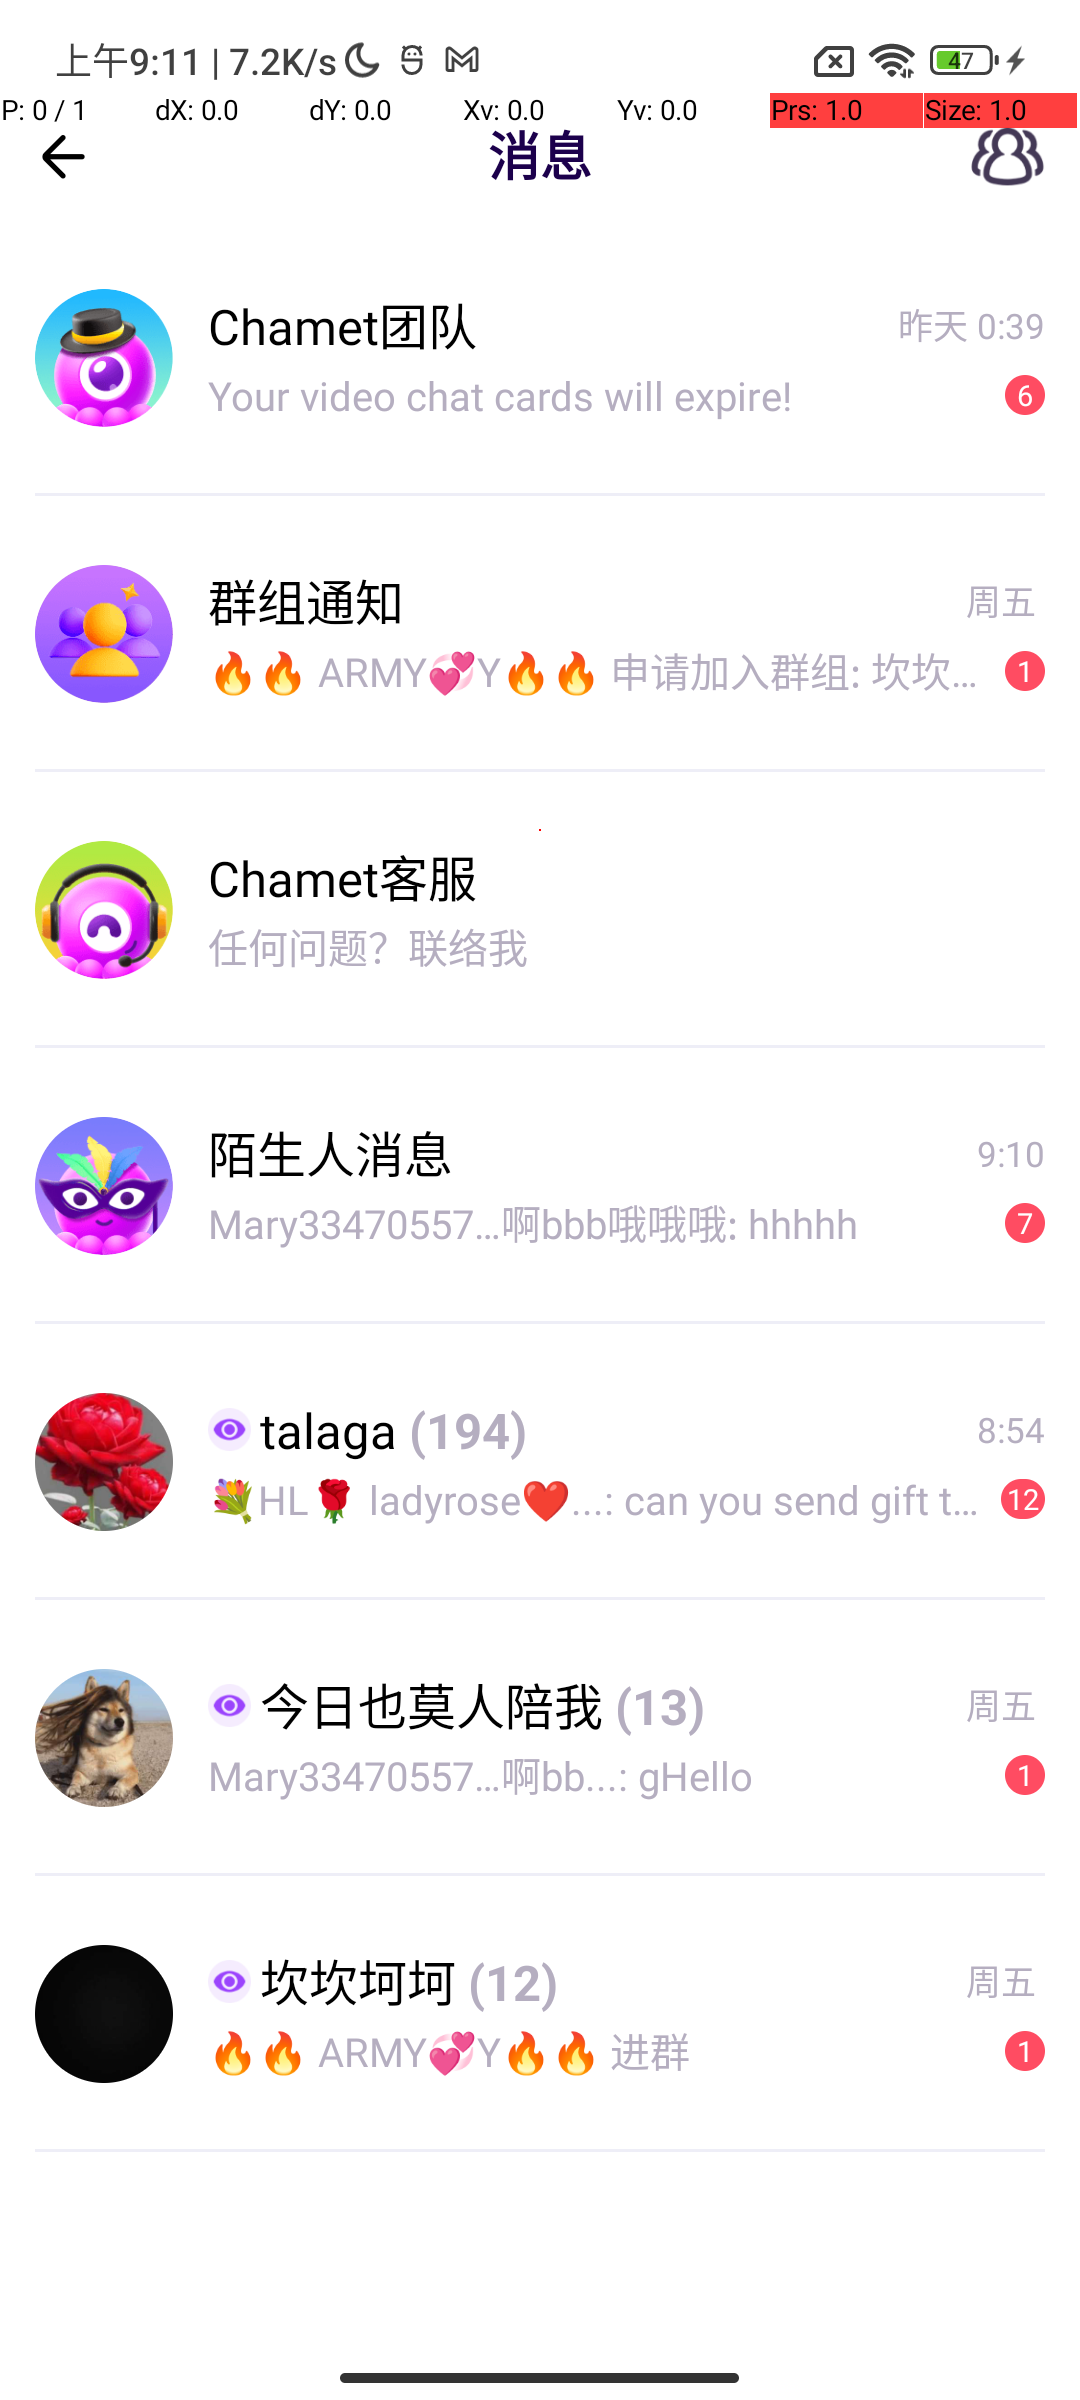 上午9:11 | 7.2K/s
47
P: 0 / 1 dX: 0.0 dY: 0.0 Xv: 0.0 Yv: 0.0 Prs: 1.0 Size: 1.0
消息
Chamet团队 昨天 0:39
Your video chat cards will expire! 6
群组通知 周五
🔥🔥 ARMY💞Y🔥🔥 申请加入群组: 坎坎... 1
Chamet客服
任何问题？联络我
陌生人消息 9:10
Mary33470557...啊bbb哦哦哦: hhhhh 7
talaga (194) 8:54
💐HL🌹 ladyrose❤️...: can you send gift t... 12
今日也莫人陪我 (13) 周五
Mary33470557...啊bb...: gHello 1
坎坎坷坷 (12) 周五
🔥🔥 ARMY💞Y🔥🔥 进群 1